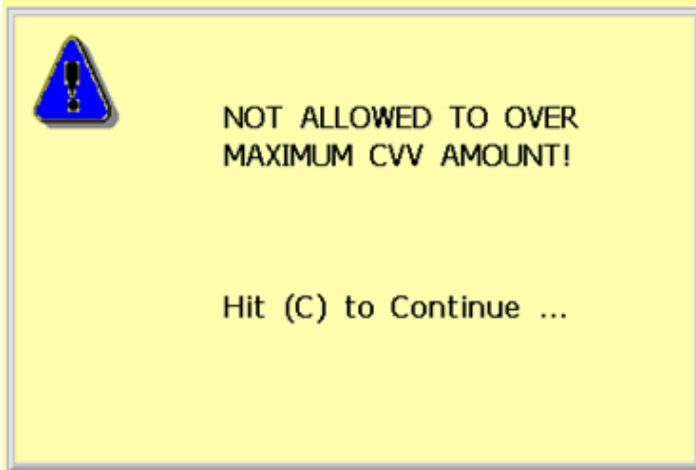 NOT ALLOWED TO OVER
MAXIMUM CVV AMOUNT!
Hit (C) to Continue ...